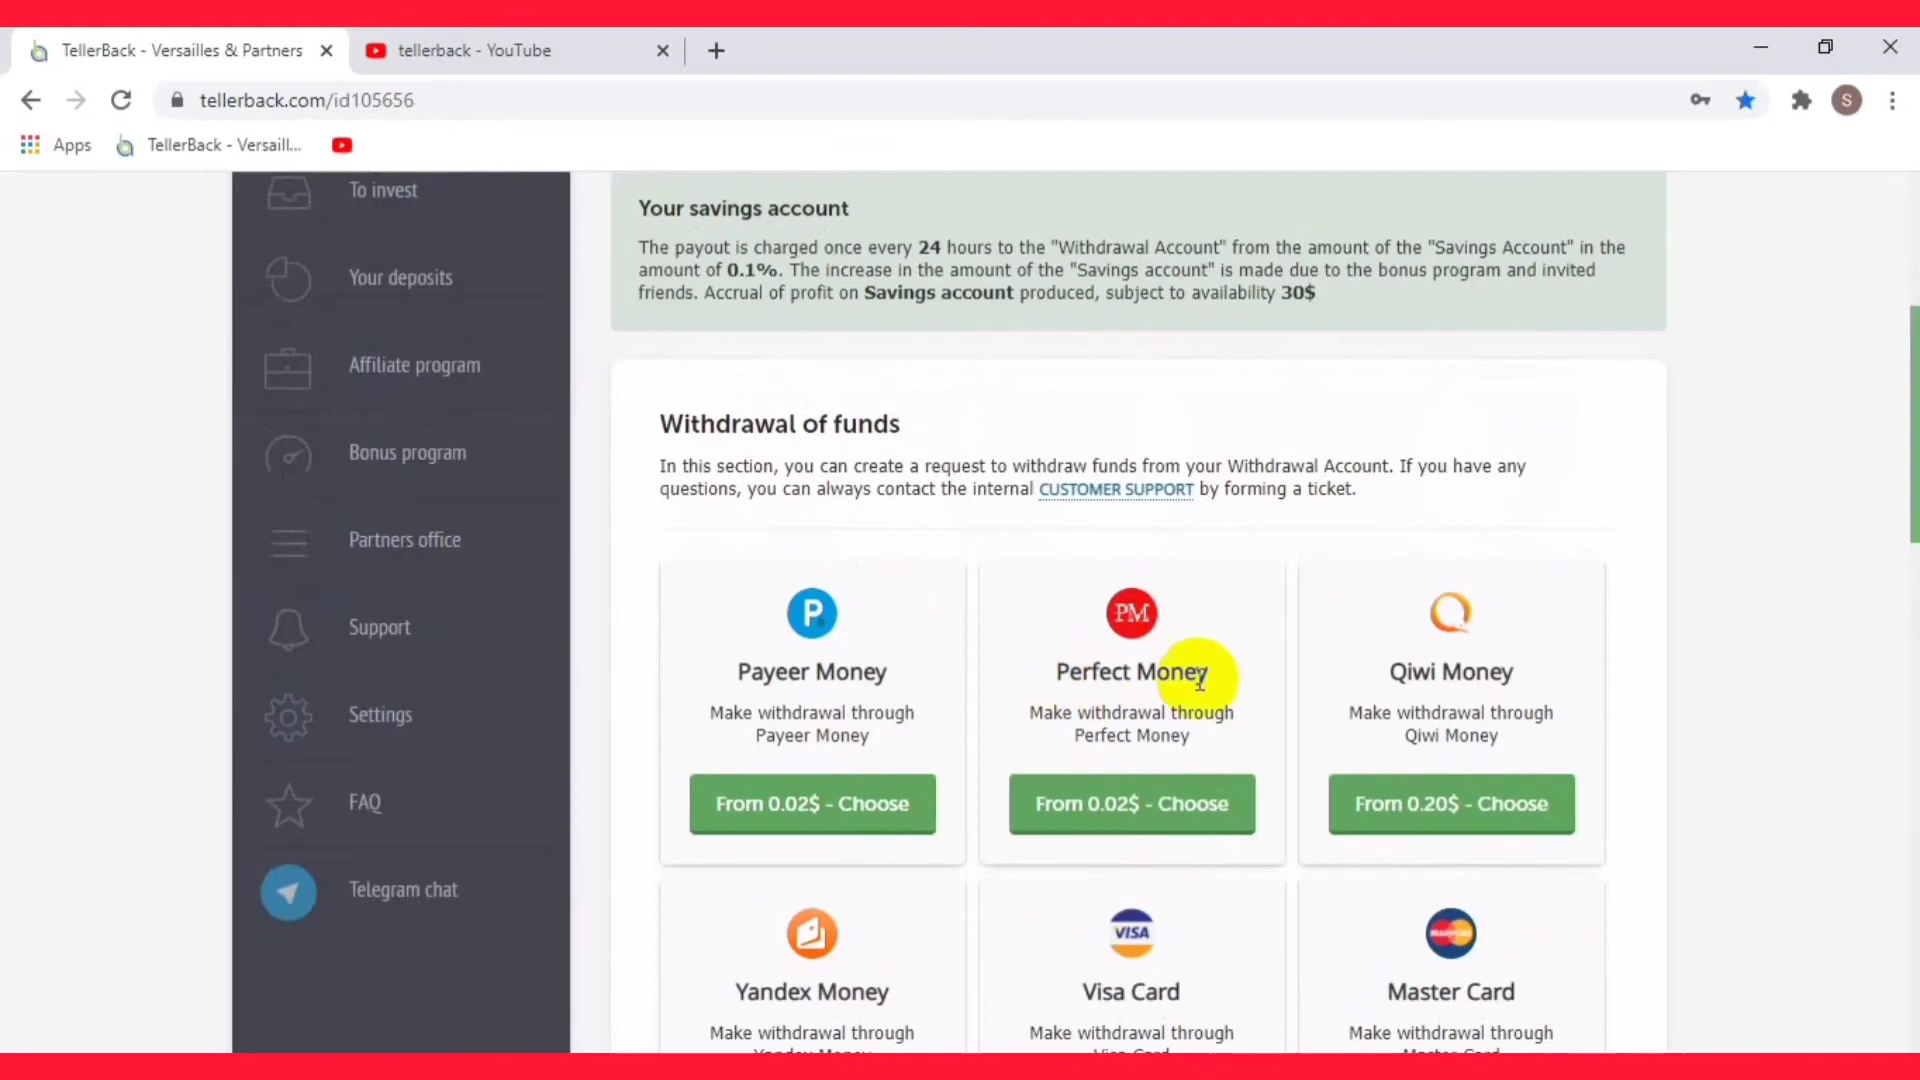 TellerBack - Versailles & Partners
tellerback - YouTube
tellerback.com/id105656
S
Apps
TellerBack - Versaill...
To invest
Your deposits
Affiliate program
Bonus program
Partners office
Support
Settings
FAQ
Telegram chat
Your savings account
The payout is charged once every 24 hours to the "Withdrawal Account" from the amount of the "Savings Account" in the
amount of 0.1%. The increase in the amount of the "Savings account" is made due to the bonus program and invited
friends. Accrual of profit on Savings account produced, subject to availability 30$
Withdrawal of funds
In this section, you can create a request to withdraw funds from your Withdrawal Account. If you have any
questions, you can always contact the internal CUSTOMER SUPPORT by forming a ticket.
P
Payeer Money
Make withdrawal through
Payeer Money
From 0.02$ - Choose
PM
Perfect Money
Make withdrawal through
Perfect Money
From 0.02$ - Choose
Qiwi Money
Make withdrawal through
Qiwi Money
From 0.20$ - Choose
Yandex Money
Make withdrawal through
Yandex Money
VISA
Visa Card
Make withdrawal through
Visa Card
Master Card
Make withdrawal through
Master Card